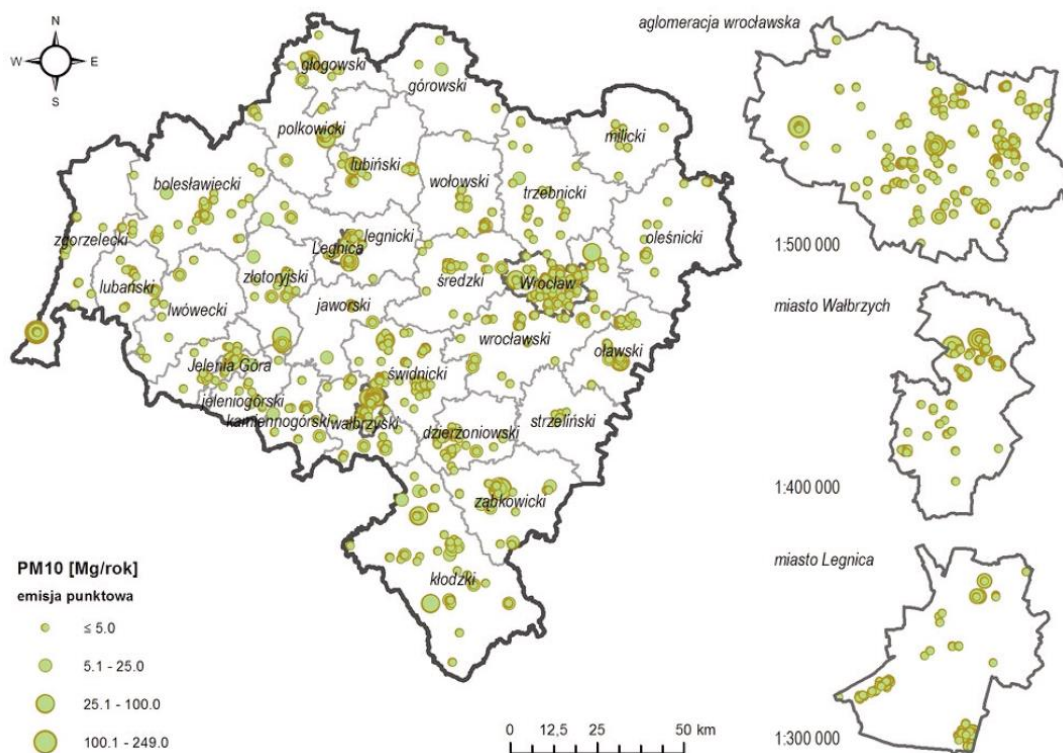 N
W E
S
aglomeracja wrocławska
głogowski
górowski
polkowicki
milicki
lubiński
bolesławiecki
wołowski
trzebnicki
zgorzelecki
legnicki
Legnica
oleśnicki
1:500 000
lubański
złotoryjski
średzki
Wrocław
lwówecki
jaworski
miasto Wałbrzych
wrocławski
oławski
Jelenia Góra
świdnicki
jeleniogórski
kamiennogórski
wałbrzyski
dzierżoniowski
strzeliński
1:400 000
ząbkowicki
miasto Legnica
PM10 [Mg/rok]
emisja punktowa
kłodzki
≤ 5.0
5.1 - 25.0
25.1 - 100.0
100.1 - 249.0
0 12,5 25 50 km
1:300 000